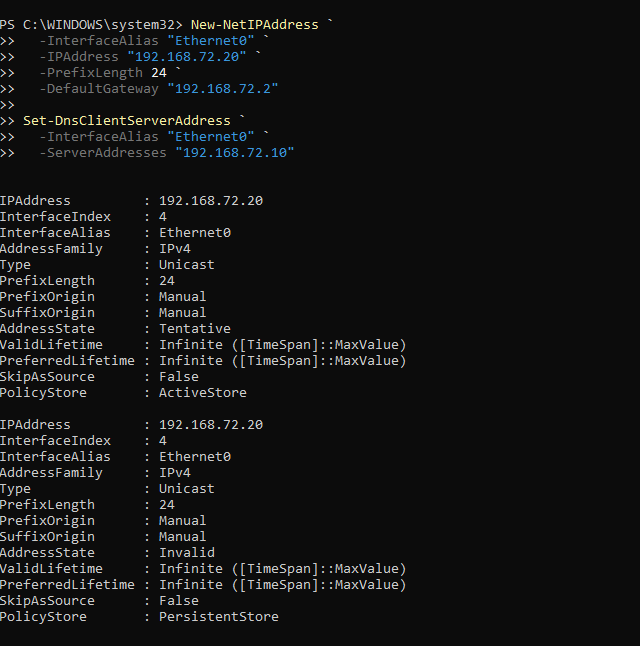 PS C:\WINDOWS\system32> New-NetIPAddress `
>>   -InterfaceAlias "Ethernet0" `
>>   -IPAddress "192.168.72.20" `
>>   -PrefixLength 24 `
>>   -DefaultGateway "192.168.72.2"
>>
>> Set-DnsClientServerAddress `
>>   -InterfaceAlias "Ethernet0" `
>>   -ServerAddresses "192.168.72.10"
IPAddress         : 192.168.72.20
InterfaceIndex    : 4
InterfaceAlias    : Ethernet0
AddressFamily     : IPv4
Type              : Unicast
PrefixLength      : 24
PrefixOrigin      : Manual
SuffixOrigin      : Manual
AddressState      : Tentative
ValidLifetime     : Infinite ([TimeSpan]::MaxValue)
PreferredLifetime : Infinite ([TimeSpan]::MaxValue)
SkipAsSource      : False
PolicyStore       : ActiveStore
IPAddress         : 192.168.72.20
InterfaceIndex    : 4
InterfaceAlias    : Ethernet0
AddressFamily     : IPv4
Type              : Unicast
PrefixLength      : 24
PrefixOrigin      : Manual
SuffixOrigin      : Manual
AddressState      : Invalid
ValidLifetime     : Infinite ([TimeSpan]::MaxValue)
PreferredLifetime : Infinite ([TimeSpan]::MaxValue)
SkipAsSource      : False
PolicyStore       : PersistentStore